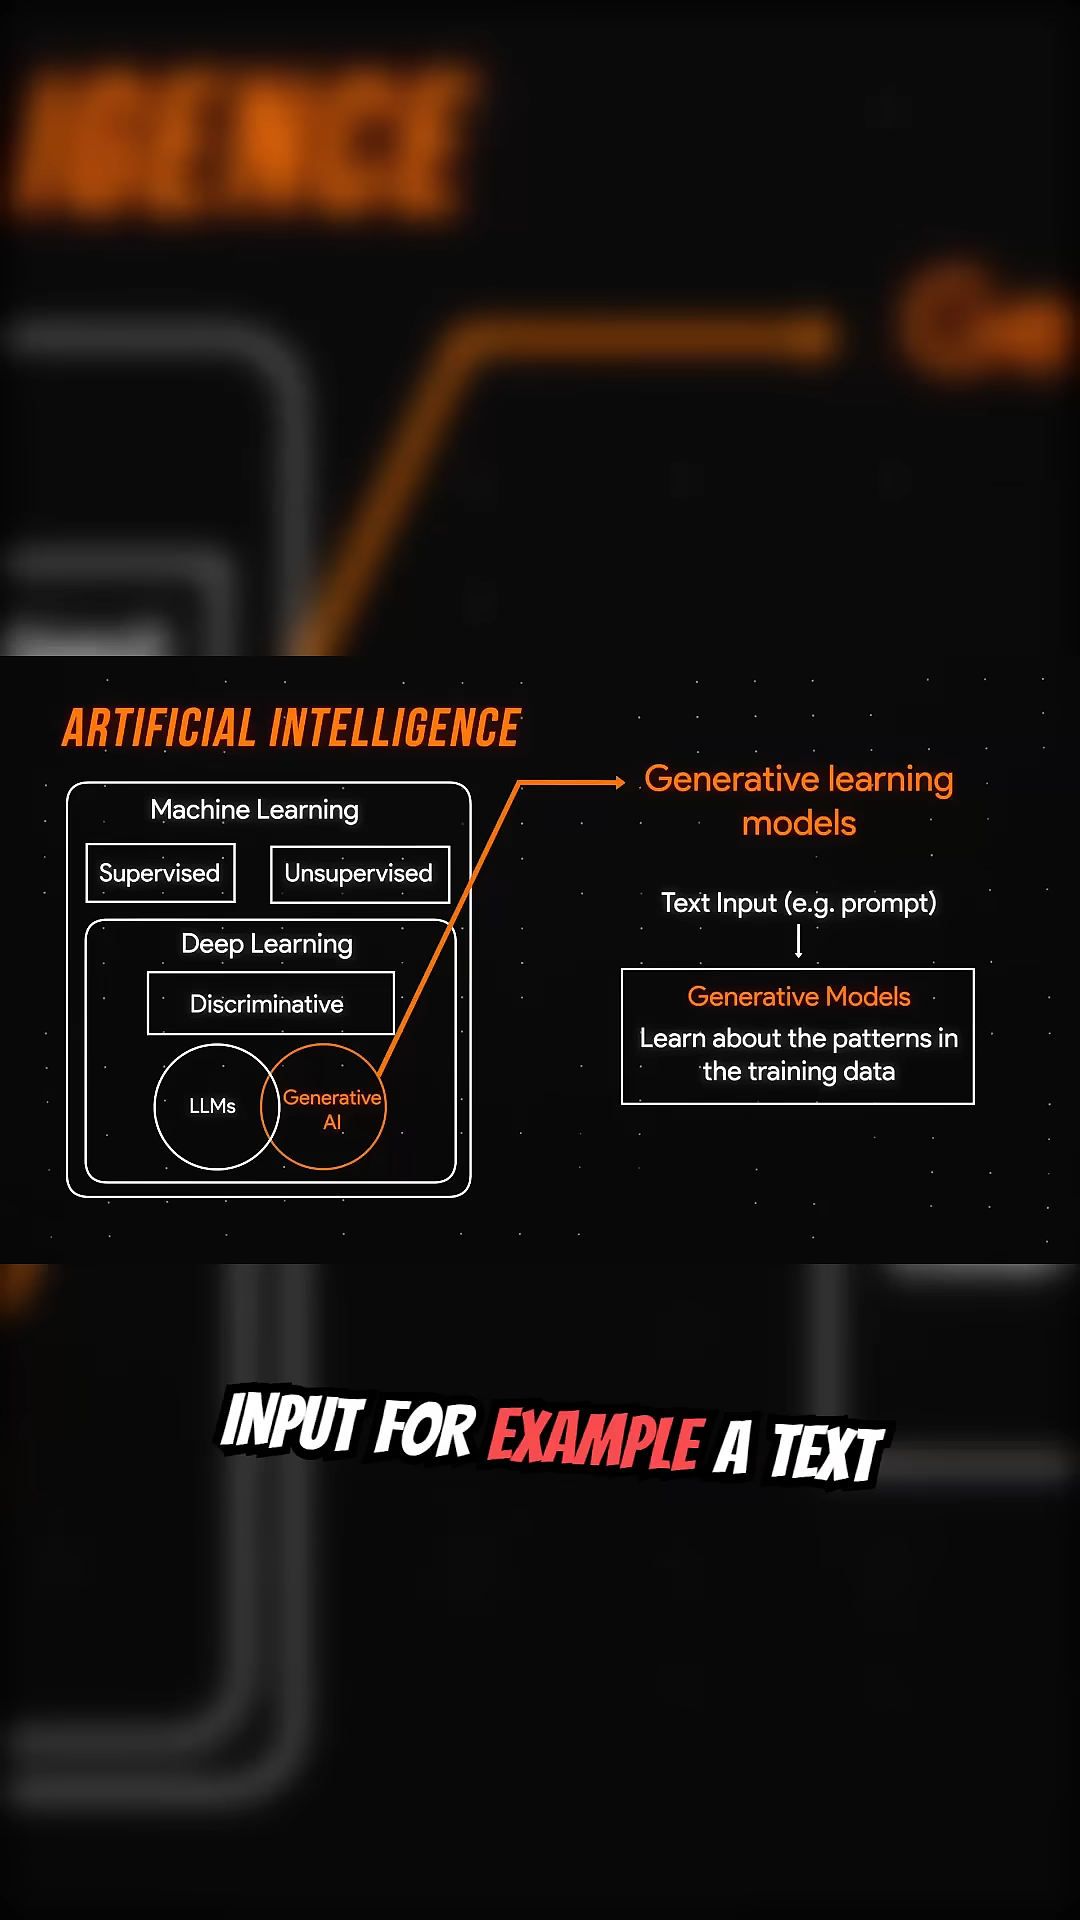 IGENCE
ARTIFICIAL INTELLIGENCE
Machine Learning
Supervised
Unsupervised
Deep Learning
Discriminative
LLMs
Generative
AI
Generative learning
models
Text Input (e.g. prompt)
Generative Models
Learn about the patterns in
the training data
INPUT FOR EXAMPLE A TEXT